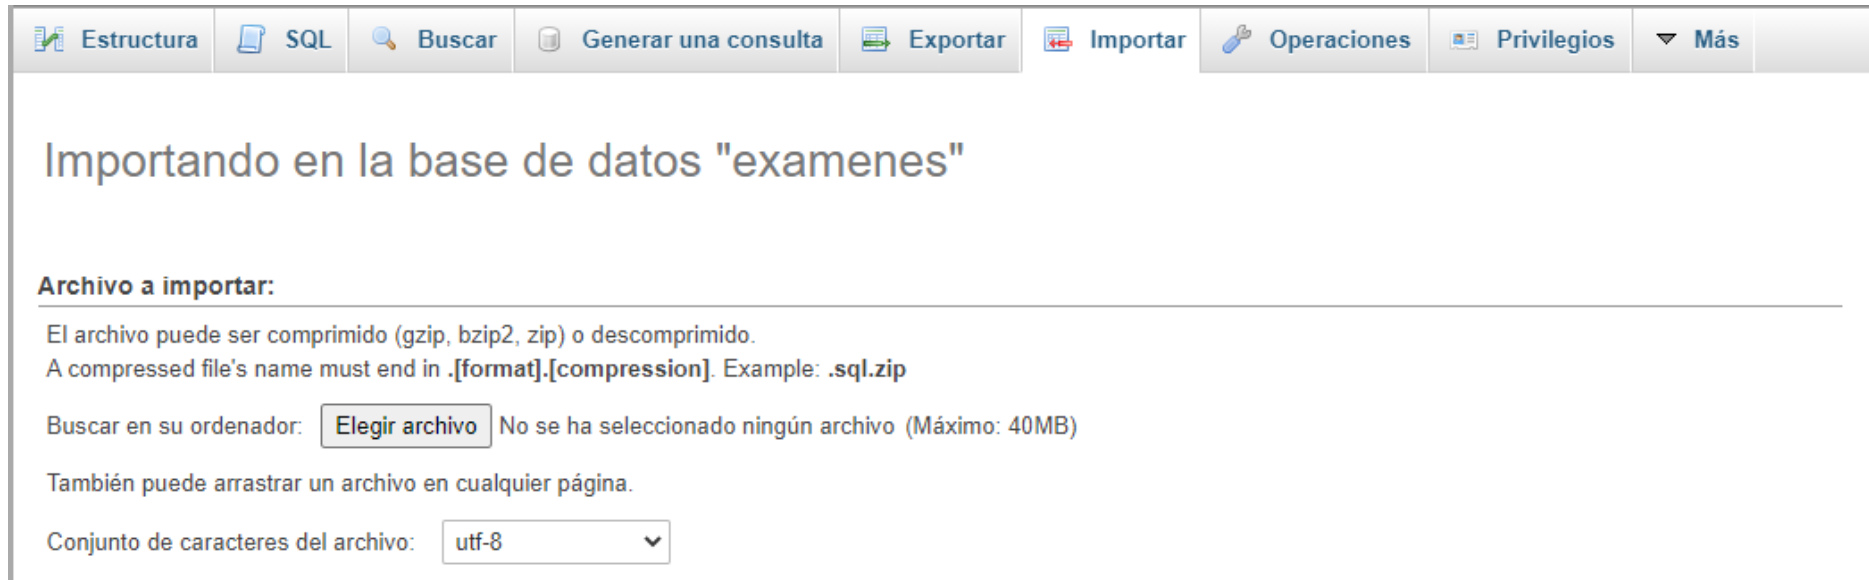 Estructura SQL Buscar Generar una consulta Exportar Importar Operaciones Privilegios Más
Importando en la base de datos "examenes"
Archivo a importar:
El archivo puede ser comprimido (gzip, bzip2, zip) o descomprimido.
A compressed file's name must end in .[format].[compression]. Example: .sql.zip
Buscar en su ordenador: Elegir archivo No se ha seleccionado ningún archivo (Máximo: 40MB)
También puede arrastrar un archivo en cualquier página.
Conjunto de caracteres del archivo: utf-8